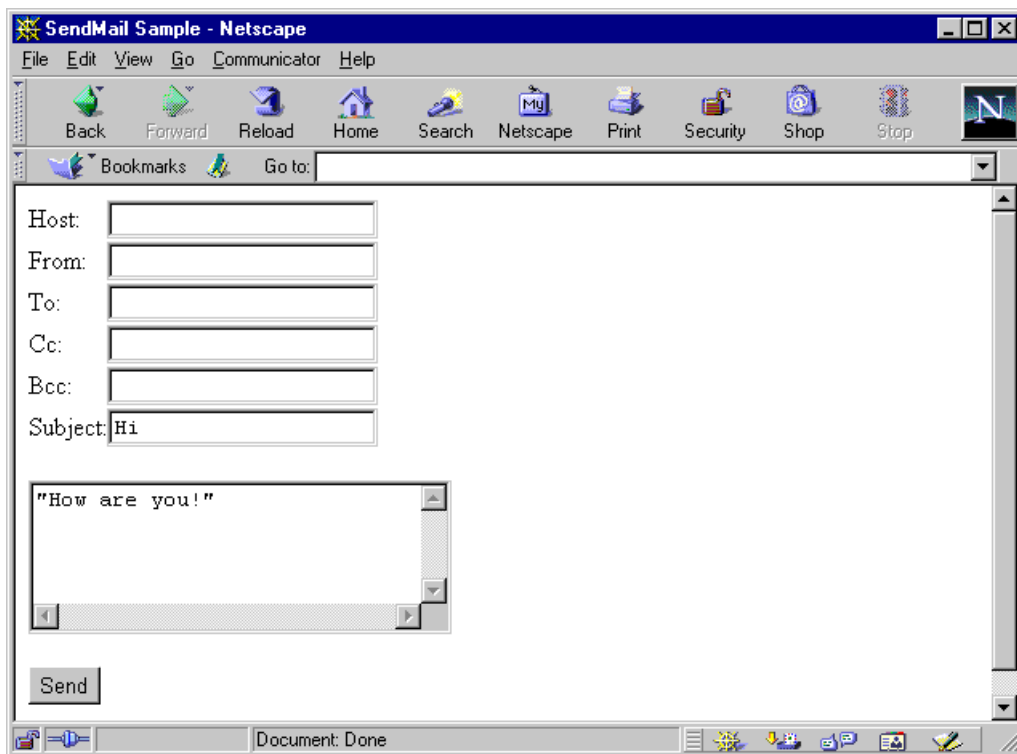 SendMail Sample - Netscape
File Edit View Go Communicator Help
My N
Back Forward Reload Home Search Netscape Print Security Shop Stop
Bookmarks Go to:
Host:
From:
To:
Cc:
Bcc:
Subject: Hi
"How are you!"
Send
Document: Done